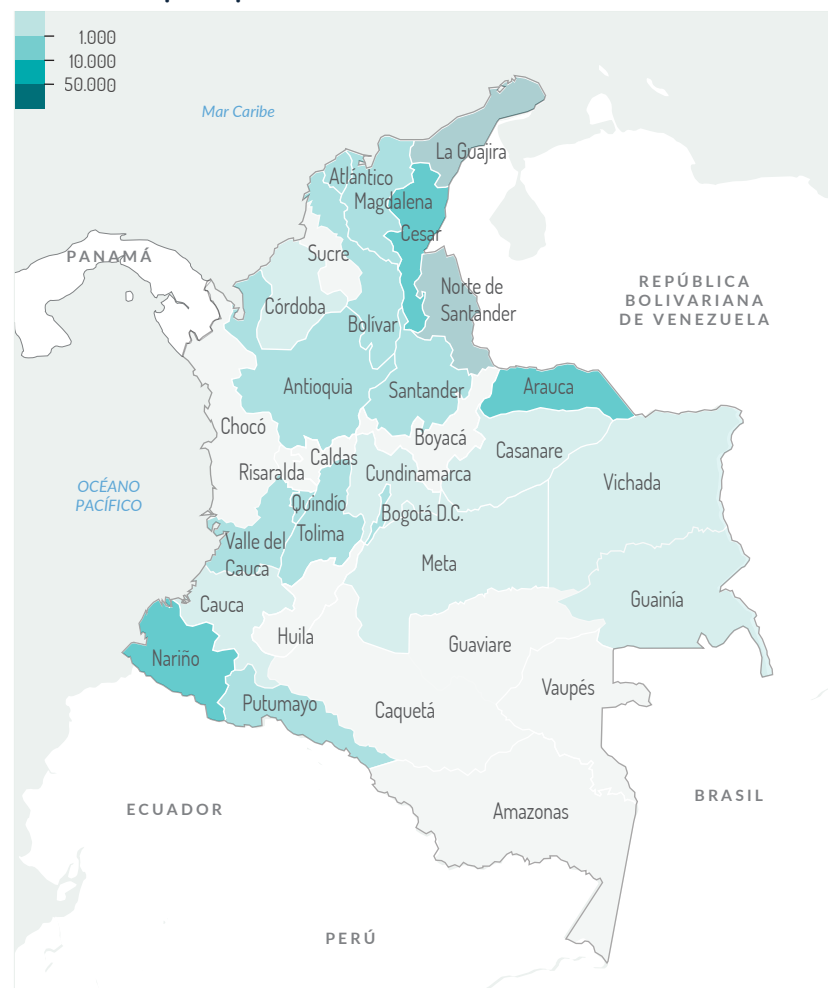 1.000
10.000
50.000
Mar Caribe
La Guajira
Atlántico
Magdalena
Cesar
PANAMÁ
Sucre
Norte de
Santander
Córdoba
Bolívar
REPÚBLICA
BOLIVARIANA
DE VENEZUELA
Antioquia
Santander
Arauca
Chocó
Boyacá
Casanare
Caldas
Risaralda
Cundinamarca
Vichada
OCÉANO
PACÍFICO
Quindío
Bogotá D.C.
Tolima
Valle del
Cauca
Meta
Cauca
Guainía
Huila
Guaviare
Nariño
Vaupés
Putumayo
Caquetá
ECUADOR
BRASIL
Amazonas
PERÚ